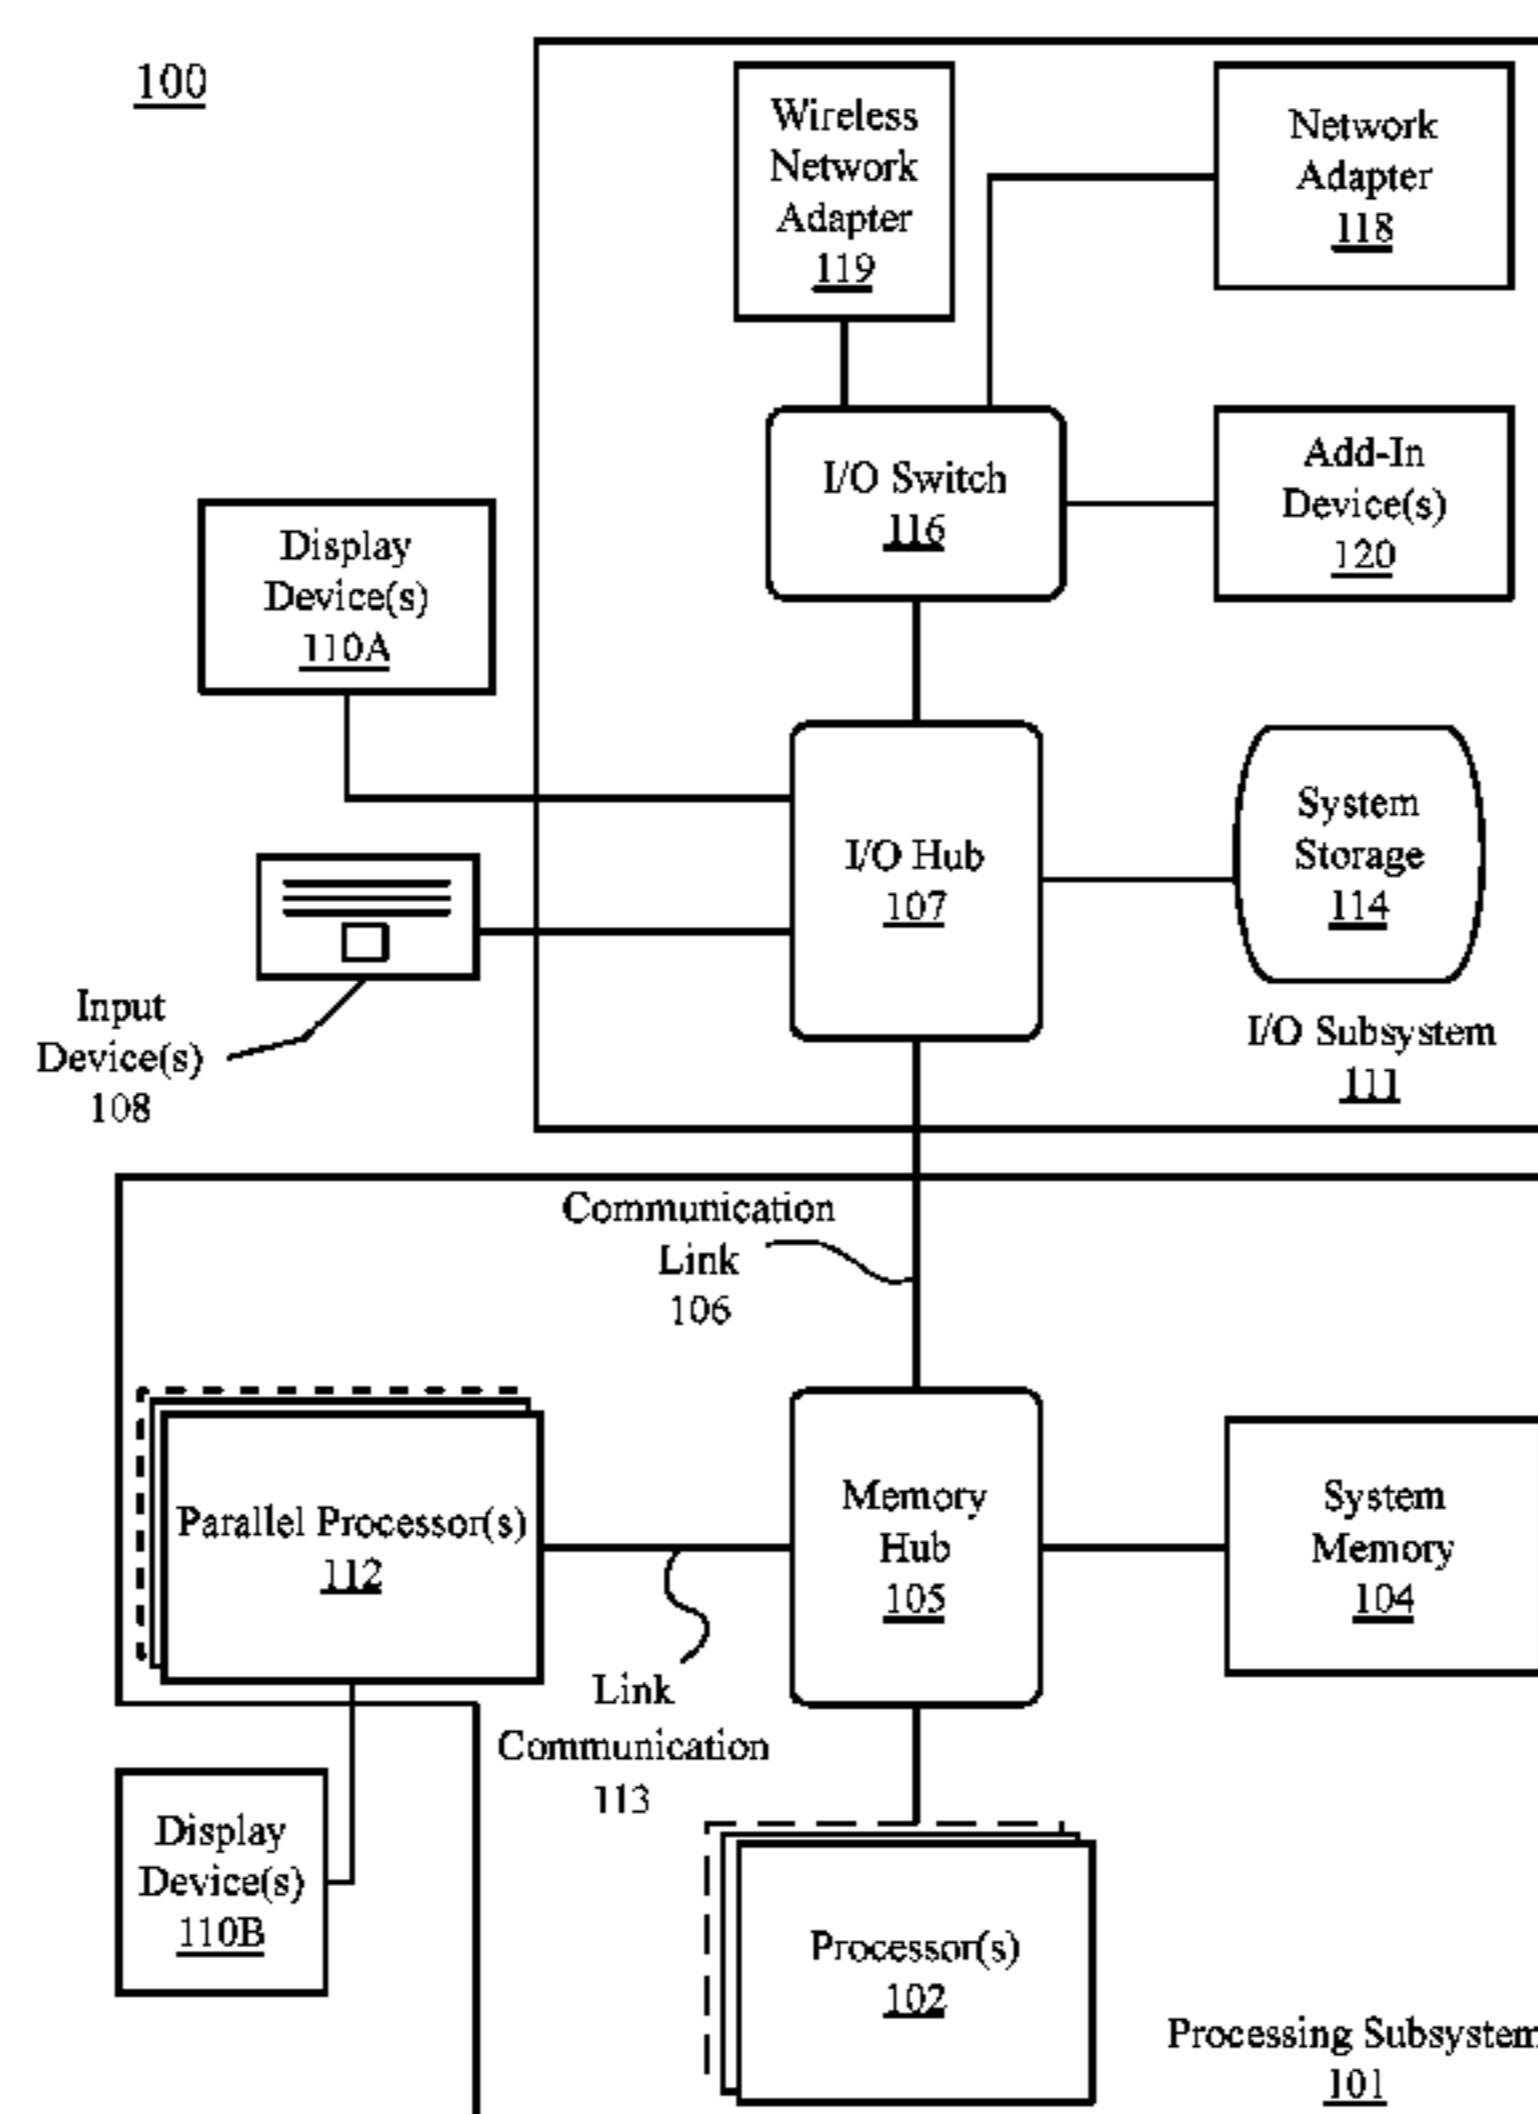 100
Wireless
Network
Adapter
119
Network
Adapter
118
I/O Switch
116
Add-In
Device(s)
120
Display
Device(s)
110A
I/O Hub
107
System
Storage
114
Input
Device(s)
108
I/O Subsystem
111
Communication
Link
106
Parallel Processor(s)
112
Memory
Hub
105
System
Memory
104
Link
Communication
113
Display
Device(s)
110B
Processor(s)
102
Processing Subsystem
101